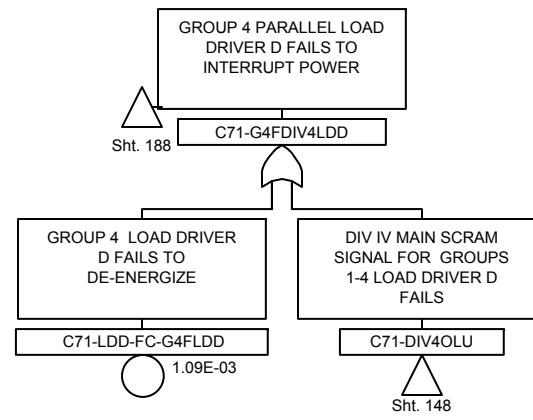 GROUP 4 PARALLEL LOAD
DRIVER D FAILS TO
INTERRUPT POWER
Sht. 188
C71-G4FDIV4LDD
GROUP 4 LOAD DRIVER
D FAILS TO
DE-ENERGIZE
C71-LDD-FC-G4FLDD
1.09E-03
DIV IV MAIN SCRAM
SIGNAL FOR GROUPS
1-4 LOAD DRIVER D
FAILS
C71-DIV4OLU
Sht. 148